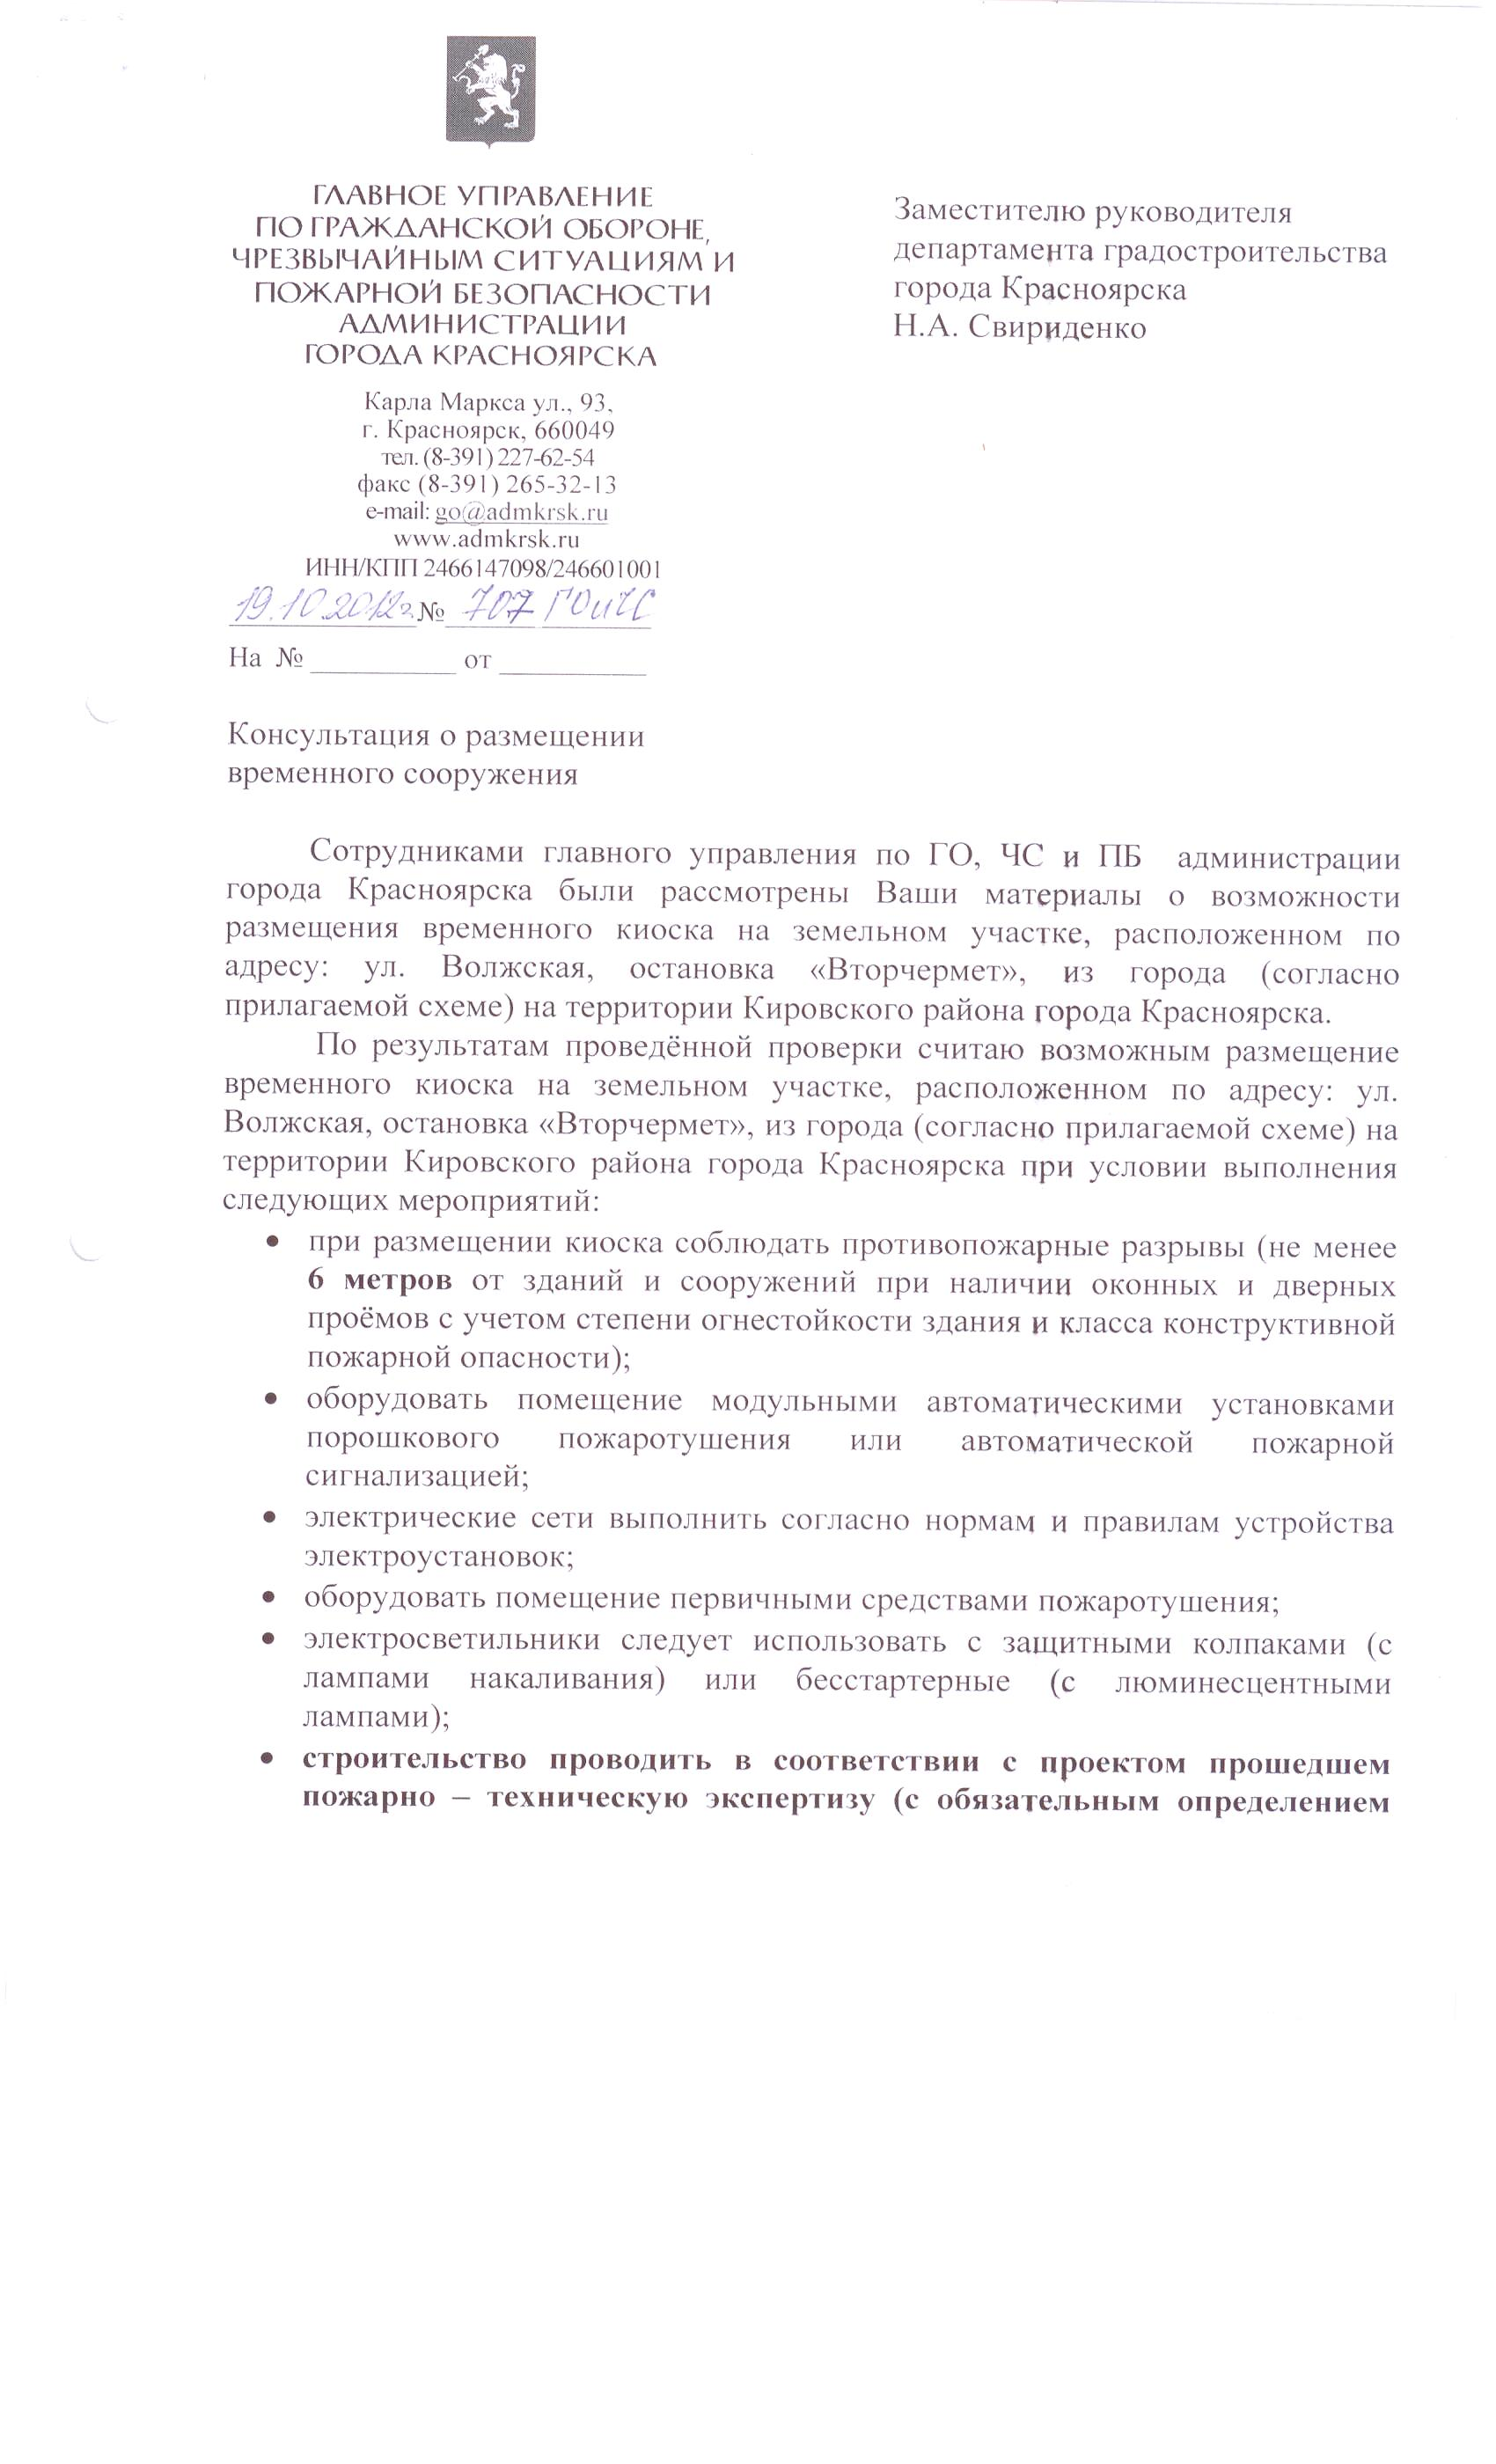 ГЛАВНОЕ УПРАВЛЕНИЕ
ПО ГРАЖДАНСКОЙ ОБОРОНЕ,
ЧРЕЗВЫЧАЙНЫМ СИТУАЦИЯМ И
ПОЖАРНОЙ БЕЗОПАСНОСТИ
АДМИНИСТРАЦИИ
ГОРОДА КРАСНОЯРСКА
Карла Маркса ул., 93,
г. Красноярск, 660049
тел. (8-391) 227-62-54
факс (8-391) 265-32-13
e-mail: go@admkrsk.ru
www.admkrsk.ru
ИНН/КПП 2466147098/246601001
19.10.2012г. № 707 ГОиЧС
На № ___________ от ___________
Заместителю руководителя
департамента градостроительства
города Красноярска
Н.А. Свириденко
Консультация о размещении
временного сооружения
Сотрудниками главного управления по ГО, ЧС и ПБ администрации
города Красноярска были рассмотрены Ваши материалы о возможности
размещения временного киоска на земельном участке, расположенном по
адресу: ул. Волжская, остановка «Вторчермет», из города (согласно
прилагаемой схеме) на территории Кировского района города Красноярска.
По результатам проведённой проверки считаю возможным размещение
временного киоска на земельном участке, расположенном по адресу: ул.
Волжская, остановка «Вторчермет», из города (согласно прилагаемой схеме) на
территории Кировского района города Красноярска при условии выполнения
следующих мероприятий:
• при размещении киоска соблюдать противопожарные разрывы (не менее
6 метров от зданий и сооружений при наличии оконных и дверных
проёмов с учетом степени огнестойкости здания и класса конструктивной
пожарной опасности);
• оборудовать помещение модульными автоматическими установками
порошкового пожаротушения или автоматической пожарной
сигнализацией;
• электрические сети выполнить согласно нормам и правилам устройства
электроустановок;
• оборудовать помещение первичными средствами пожаротушения;
• электросветильники следует использовать с защитными колпаками (с
лампами накаливания) или бесстартерные (с люминесцентными
лампами);
• строительство проводить в соответствии с проектом прошедшем
пожарно – техническую экспертизу (с обязательным определением